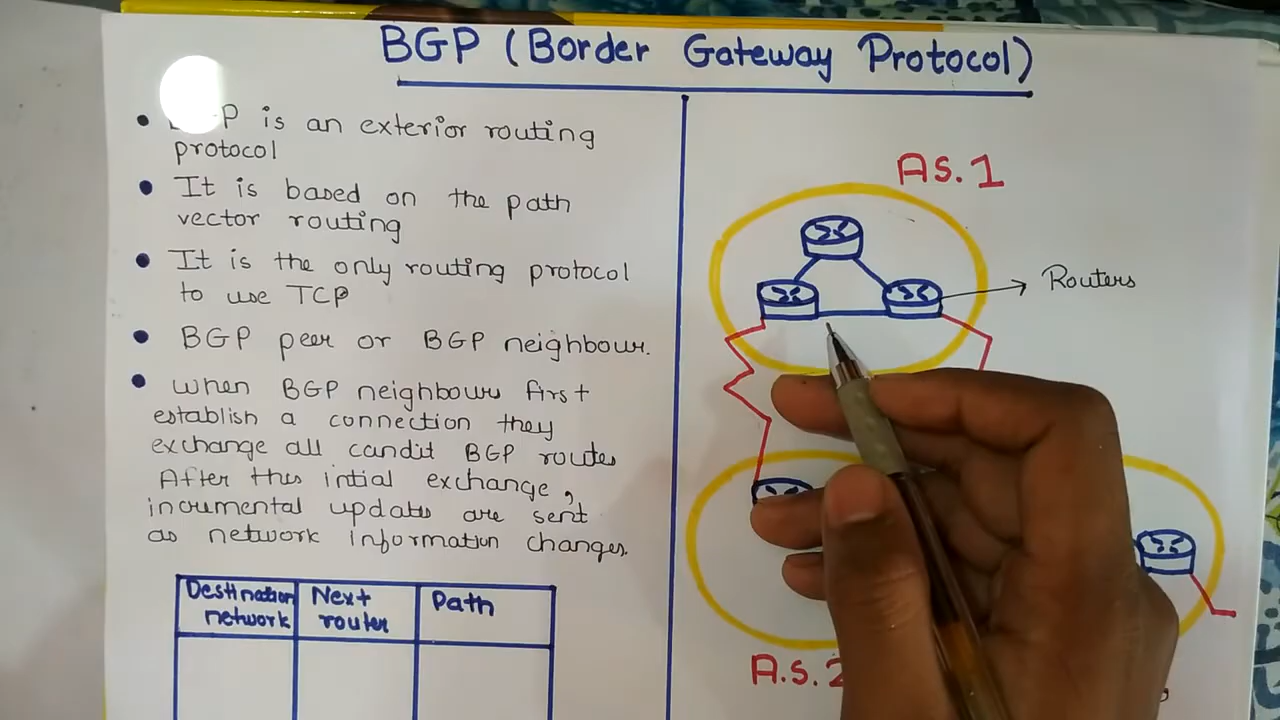 BGP (Border Gateway Protocol)
P is an exterior routing
protocol
It is based on the path
vector routing
It is the only routing protocol
to use TCP
BGP peer or BGP neighbour.
When BGP neighbours first
establish a connection they
exchange all candit BGP routes
After this intial exchange,
incremental updates are sent
as network information changes.
Destination
network
Next
router
Path
AS.1
Routers
A.S.2